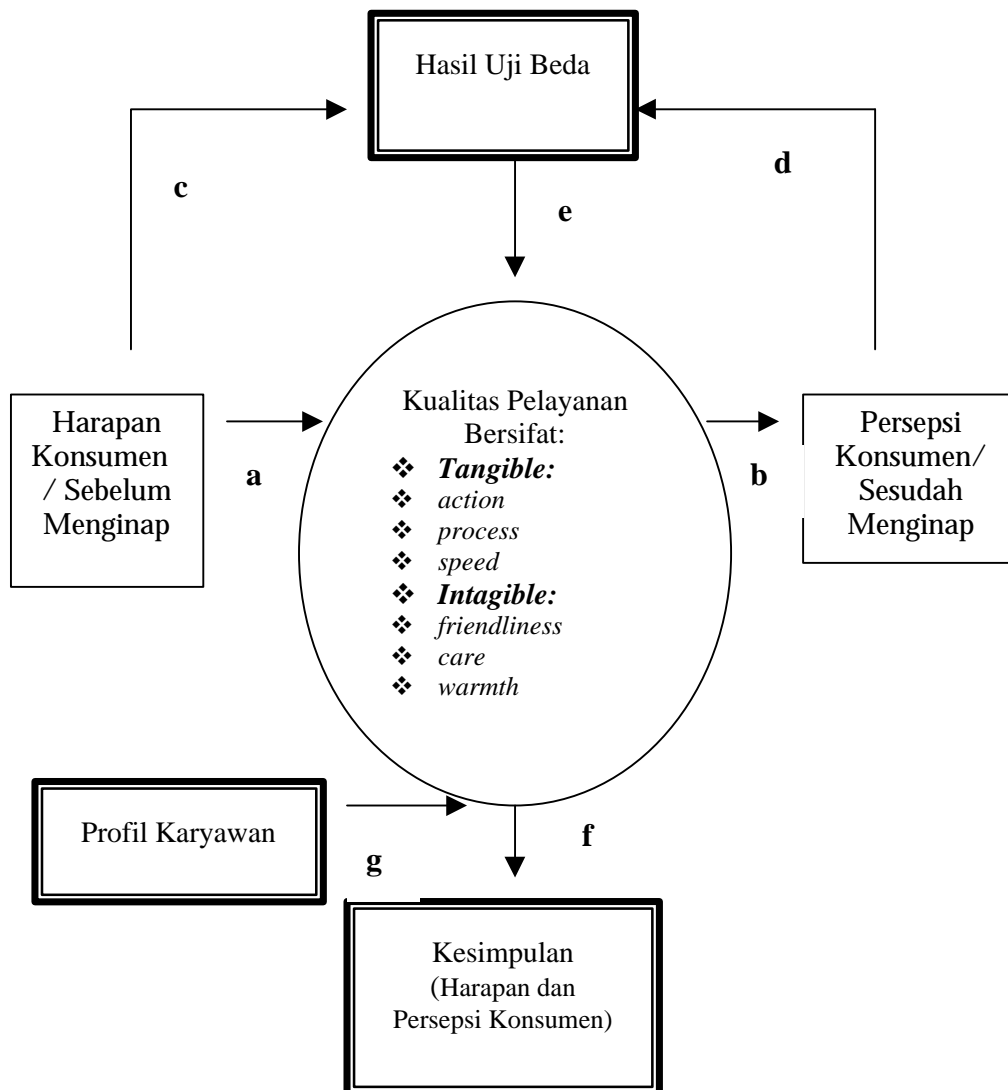 Hasil Uji Beda
c
d
e
Harapan
Konsumen
/ Sebelum
Menginap
a
Kualitas Pelayanan
Bersifat:
❖ Tangible:
❖ action
❖ process
❖ speed
❖ Intagible:
❖ friendliness
❖ care
❖ warmth
b
Persepsi
Konsumen/
Sesudah
Menginap
Profil Karyawan
g
f
Kesimpulan
(Harapan dan
Persepsi Konsumen)